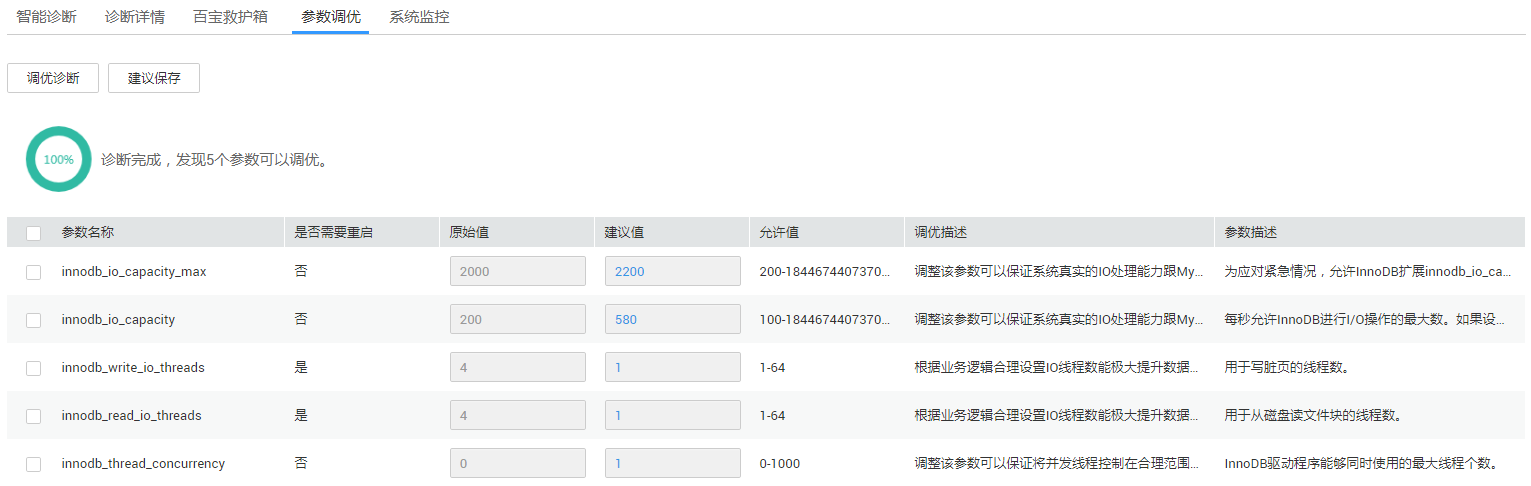 智能诊断 诊断详情 百宝救护箱 参数调优 系统监控
调优诊断 建议保存
100% 诊断完成，发现5个参数可以调优。
参数名称 是否需要重启 原始值 建议值 允许值 调优描述 参数描述
innodb_io_capacity_max 否 2000 2200 200-1844674407370... 调整该参数可以保证系统真实的IO处理能力跟My... 为应对紧急情况，允许InnoDB扩展innodb_io_ca...
innodb_io_capacity 否 200 580 100-1844674407370... 调整该参数可以保证系统真实的IO处理能力跟My... 每秒允许InnoDB进行I/O操作的最大数。如果设...
innodb_write_io_threads 是 4 1 1-64 根据业务逻辑合理设置IO线程数能极大提升数据... 用于写脏页的线程数。
innodb_read_io_threads 是 4 1 1-64 根据业务逻辑合理设置IO线程数能极大提升数据... 用于从磁盘读文件块的线程数。
innodb_thread_concurrency 否 0 1 0-1000 调整该参数可以保证将并发线程控制在合理范围... InnoDB驱动程序能够同时使用的最大线程个数。